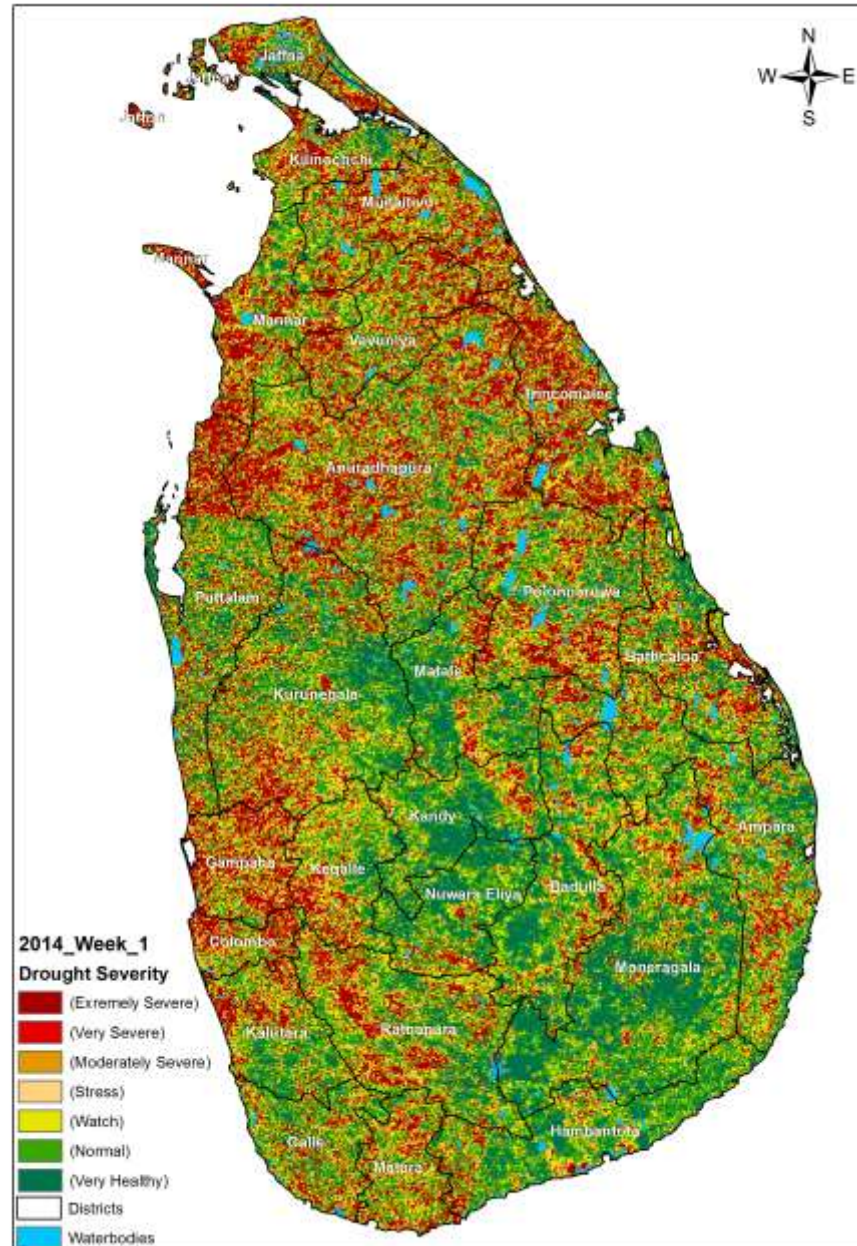 N
W E
S
Jaffna
Jaffna
Jaffna
Kilinochchi
Mullaitivu
Mannar
Mannar
Vavuniya
Trincomalee
Anuradhapura
Puttalam
Polonnaruwa
Matale
Batticaloa
Kurunegala
Kandy
Ampara
Gampaha
Kegalle
Nuwara Eliya
Badulla
Colombo
Moneragala
Kalutara
Ratnapura
Galle
Hambantota
Matara
2014_Week_1
Drought Severity
(Exremely Severe)
(Very Severe)
(Moderately Severe)
(Stress)
(Watch)
(Normal)
(Very Healthy)
Districts
Waterbodies